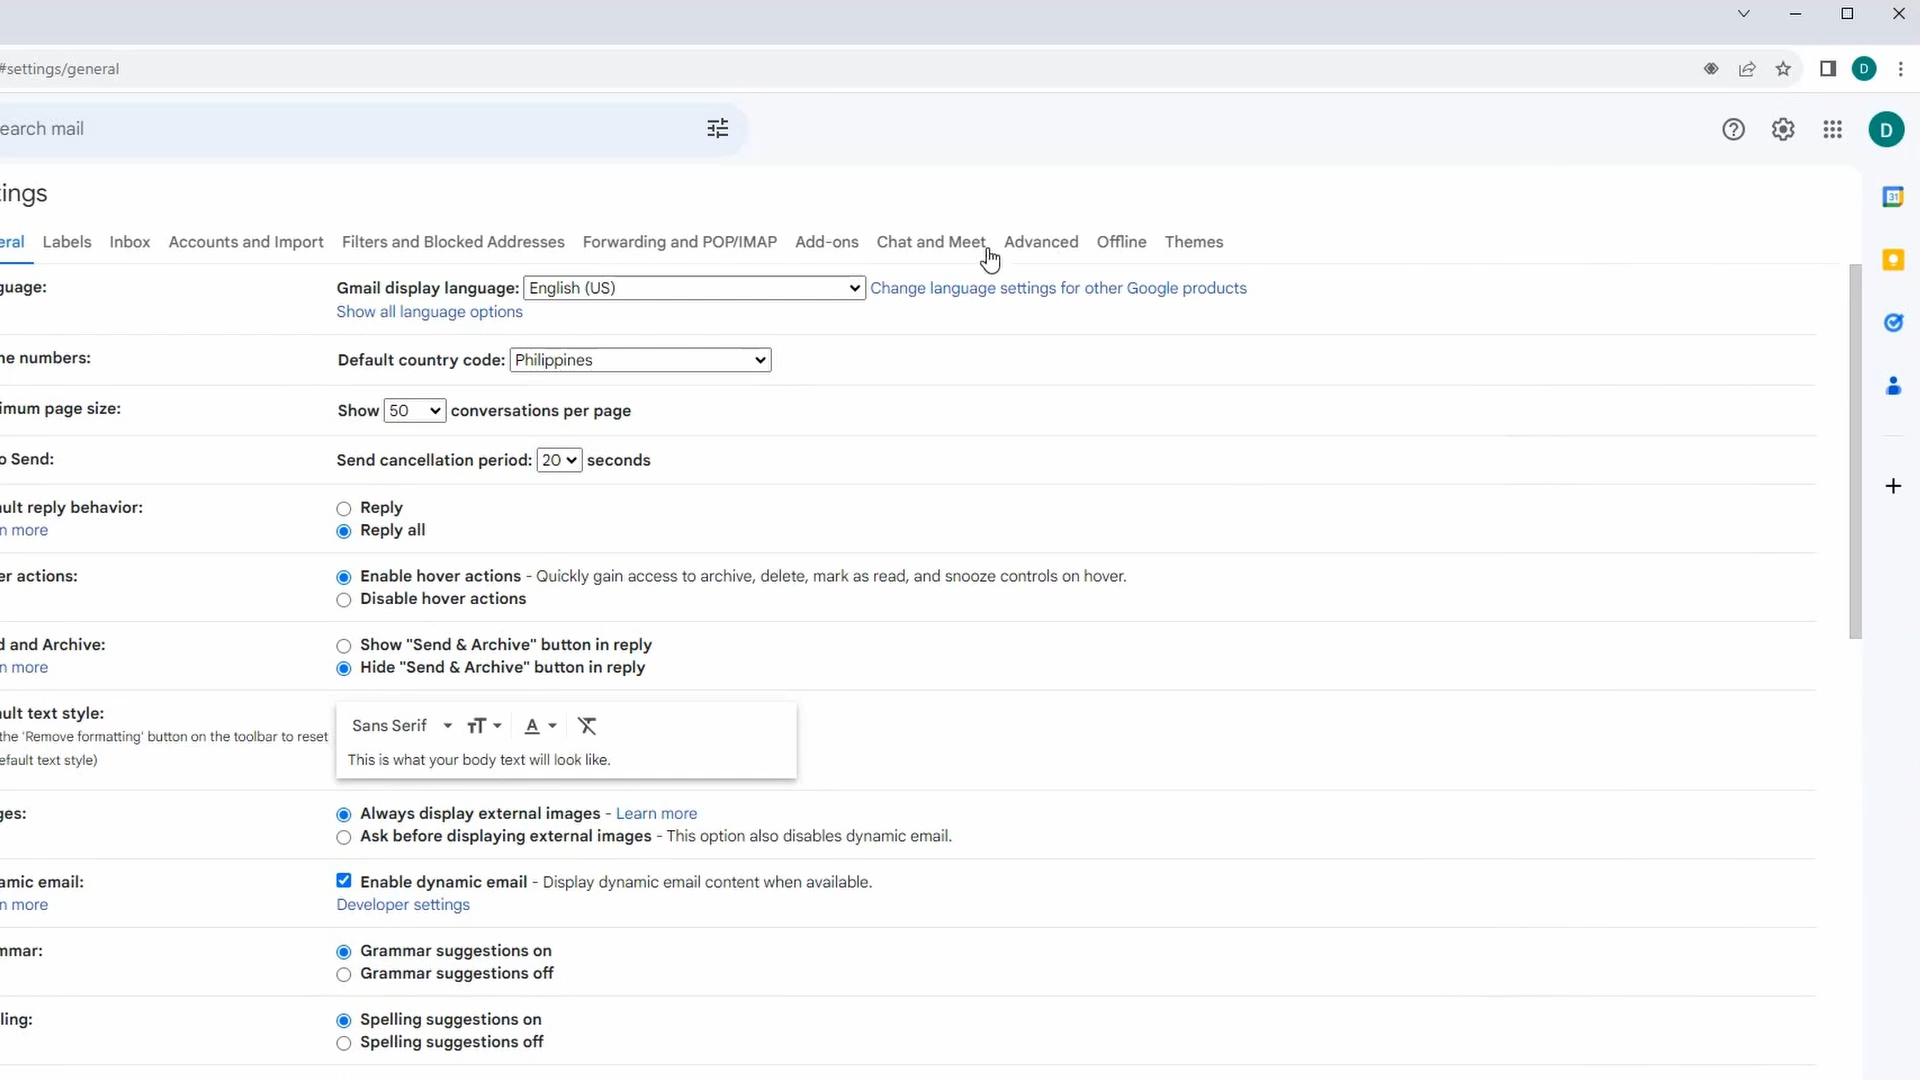 #settings/general
D
earch mail
D
31
ings
eral Labels Inbox Accounts and Import Filters and Blocked Addresses Forwarding and POP/IMAP Add-ons Chat and Meet Advanced Offline Themes
guage: Gmail display language: English (US) Change language settings for other Google products
Show all language options
ne numbers: Default country code: Philippines
imum page size: Show 50 conversations per page
o Send: Send cancellation period: 20 seconds
ault reply behavior: Reply
n more Reply all
er actions: Enable hover actions - Quickly gain access to archive, delete, mark as read, and snooze controls on hover.
Disable hover actions
d and Archive: Show "Send & Archive" button in reply
n more Hide "Send & Archive" button in reply
ault text style: Sans Serif
the 'Remove formatting' button on the toolbar to reset
efault text style) This is what your body text will look like.
ges: Always display external images - Learn more
Ask before displaying external images - This option also disables dynamic email.
amic email: Enable dynamic email - Display dynamic email content when available.
n more Developer settings
mmar: Grammar suggestions on
Grammar suggestions off
ling: Spelling suggestions on
Spelling suggestions off